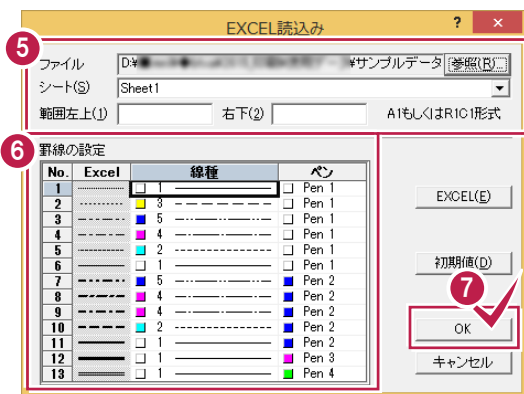 EXCEL読込み ? ×
5
ファイル D:¥ ¥サンプルデータ 参照(R)...
シート(S) Sheet1
範囲左上(1) 右下(2) A1もしくはR1C1形式
6
罫線の設定
No. Excel 線種 ペン
1 1 Pen 1
2 3 Pen 1
3 5 Pen 1
4 4 Pen 1
5 2 Pen 1
6 1 Pen 1
7 5 Pen 2
8 4 Pen 2
9 4 Pen 2
10 2 Pen 2
11 1 Pen 2
12 1 Pen 3
13 1 Pen 4
EXCEL(E)
初期値(D)
7
OK
キャンセル